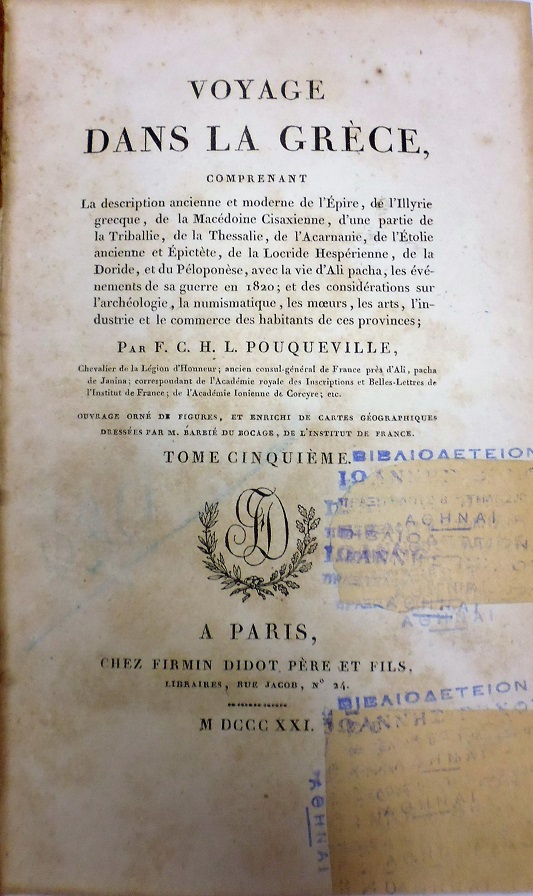 VOYAGE
DANS LA GRÈCE,
COMPRENANT
La description ancienne et moderne de l'Épire, de l'Illyrie
grecque, de la Macédoine Cisaxienne, d'une partie de
la Triballie, de la Thessalie, de l'Acarnanie, de l'Étolie
ancienne et Épictète, de la Locride Hespérienne, de la
Doride, et du Péloponèse, avec la vie d'Ali pacha, les évé-
nements de sa guerre en 1820; et des considérations sur
l'archéologie, la numismatique, les mœurs, les arts, l'in-
dustrie et le commerce des habitants de ces provinces;
PAR F. C. H. L. POUQUEVILLE,
Chevalier de la Légion d'Honneur; ancien consul-général de France près d'Ali, pacha
de Janina; correspondant de l'Académie royale des Inscriptions et Belles-Lettres de
l'Institut de France; de l'Académie Ionienne de Corcyre; etc.
OUVRAGE ORNÉ DE FIGURES, ET ENRICHI DE CARTES GÉOGRAPHIQUES
DRESSÉES PAR M. BARBIÉ DU BOCAGE, DE L'INSTITUT DE FRANCE.
TOME CINQUIÈME.
ΒΙΒΛΙΟΔΕΤΕΙΟΝ
ΑΘΗΝΑΙ
ΑΘΗΝΑΙ
ΑΘΗΝΑΙ
FD
A PARIS,
CHEZ FIRMIN DIDOT, PÈRE ET FILS,
LIBRAIRES, RUE JACOB, N° 24.
M DCCC XXI.
ΒΙΒΛΙΟΔΕΤΕΙΟΝ
ΙΩΑΝΝΗΣ
ΑΘΗΝΑΙ
ΑΘΗΝΑΙ